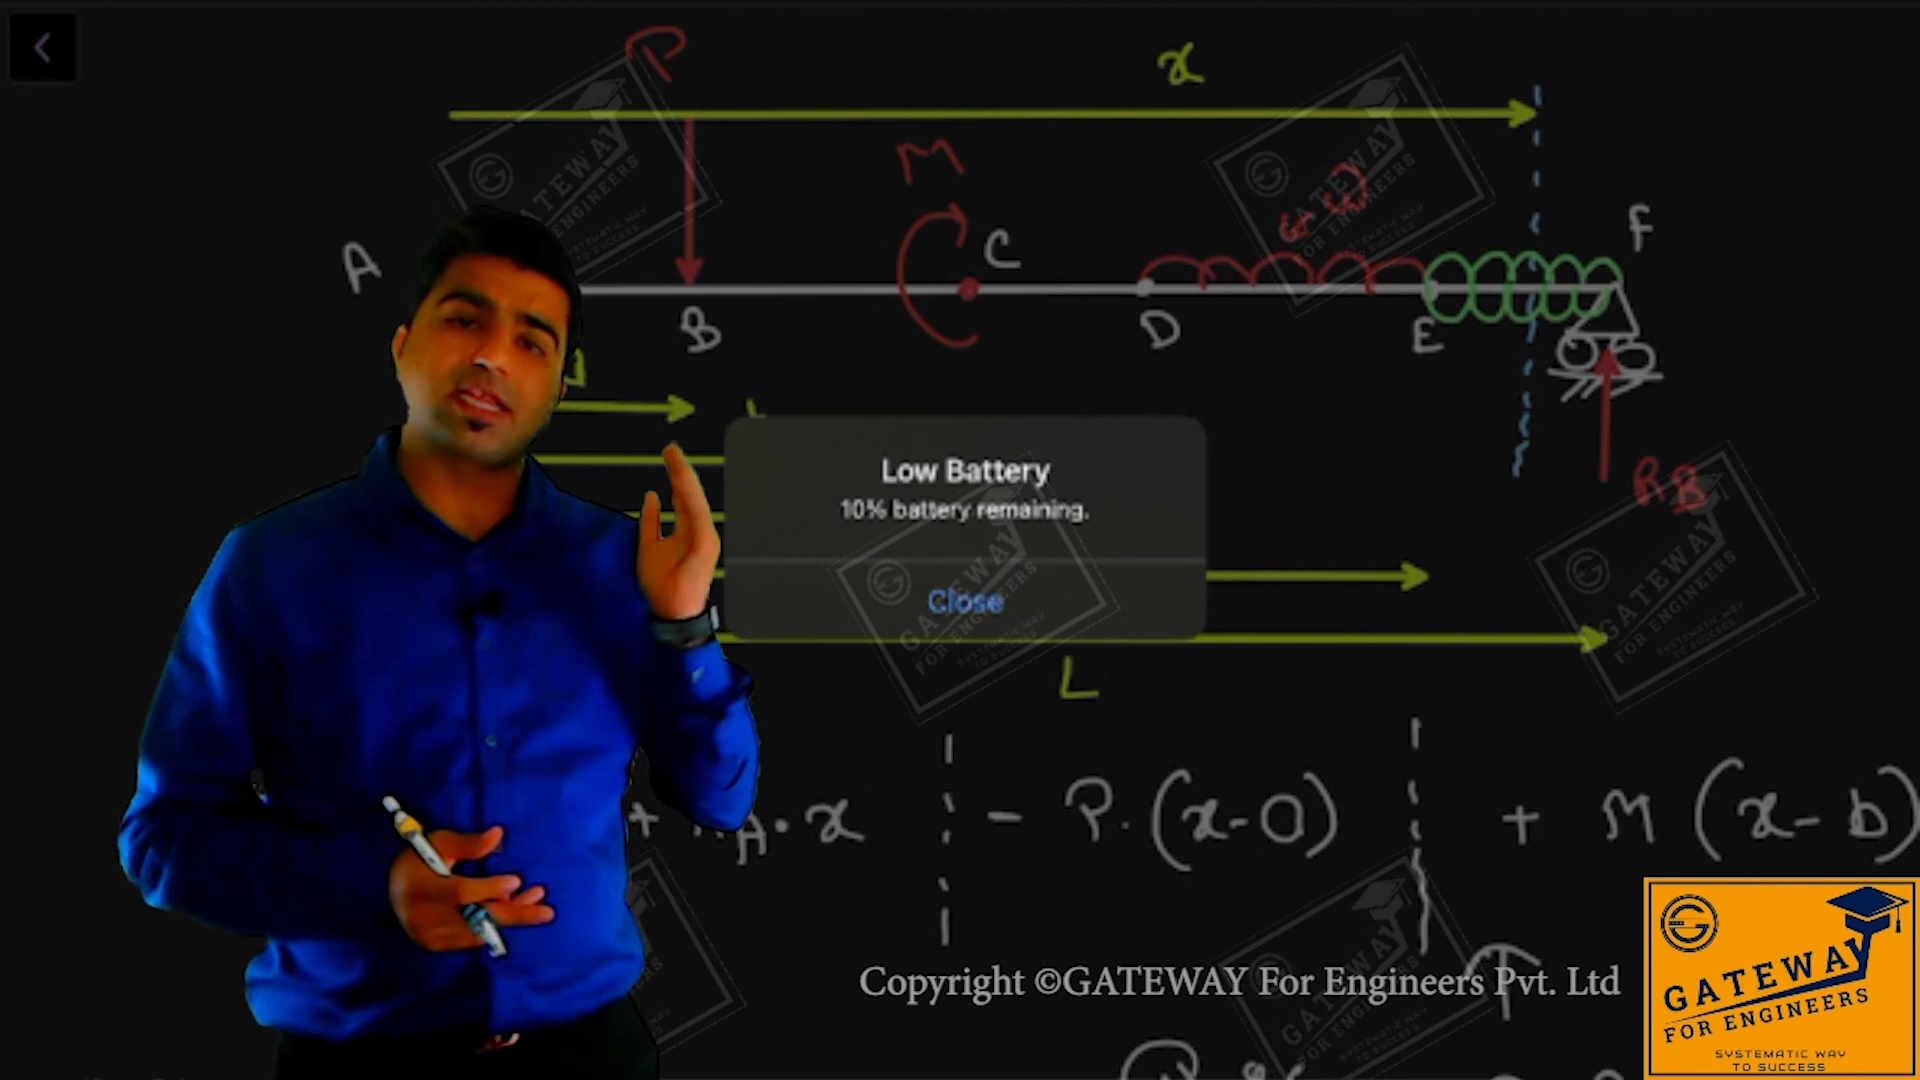 P
x
M
ω
A
C
F
B
D
E
RB
Low Battery
10% battery remaining.
Close
L
+ A·x - P.(x-0) + M(x-b)
Copyright ©GATEWAY For Engineers Pvt. Ltd
GATEWAY
FOR ENGINEERS
SYSTEMATIC WAY
TO SUCCESS